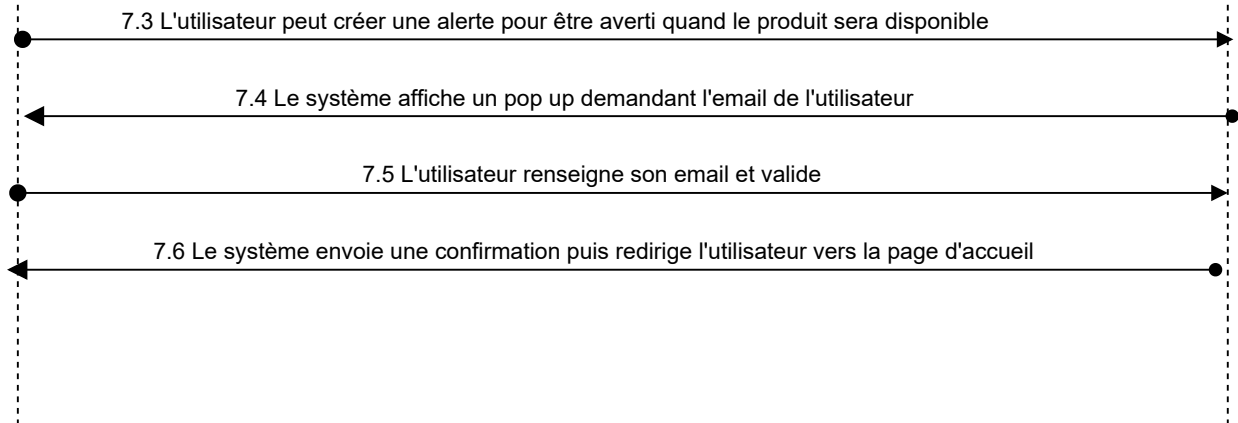 7.3 L'utilisateur peut créer une alerte pour être averti quand le produit sera disponible
7.4 Le système affiche un pop up demandant l'email de l'utilisateur
7.5 L'utilisateur renseigne son email et valide
7.6 Le système envoie une confirmation puis redirige l'utilisateur vers la page d'accueil